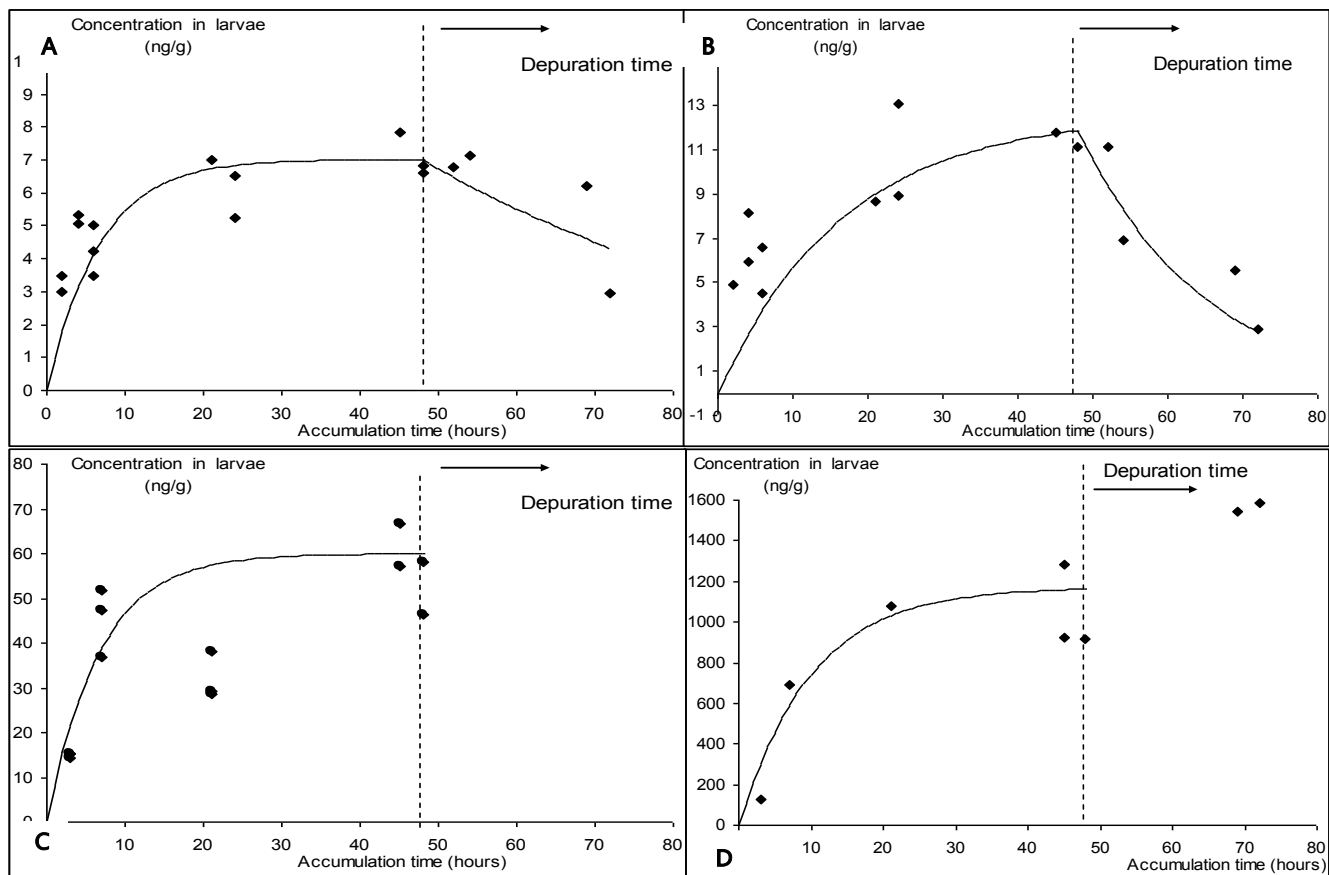 Concentration in larvae
(ng/g)
A
Depuration time
1
9
8
7
6
5
4
3
2
1
0
0 10 20 30 40 50 60 70 80
Accumulation time (hours)
Concentration in larvae
(ng/g)
B
Depuration time
13
11
9
7
5
3
1
-1 0 10 20 30 40 50 60 70 80
Accumulation time (hours)
Concentration in larvae
(ng/g)
Depuration time
80
70
60
50
40
30
20
10
0
C
0 10 20 30 40 50 60 70 80
Accumulation time (hours)
Concentration in larvae
(ng/g)
Depuration time
1600
1400
1200
1000
800
600
400
200
0
0 10 20 30 40 50 60 70 80
D
Accumulation time (hours)